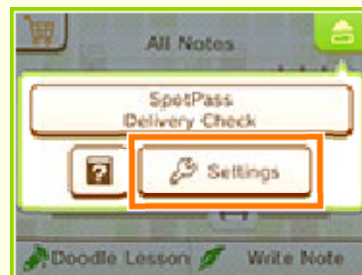 All Notes
SpotPass
Delivery Check
?
Settings
Doodle Lesson
Write Note